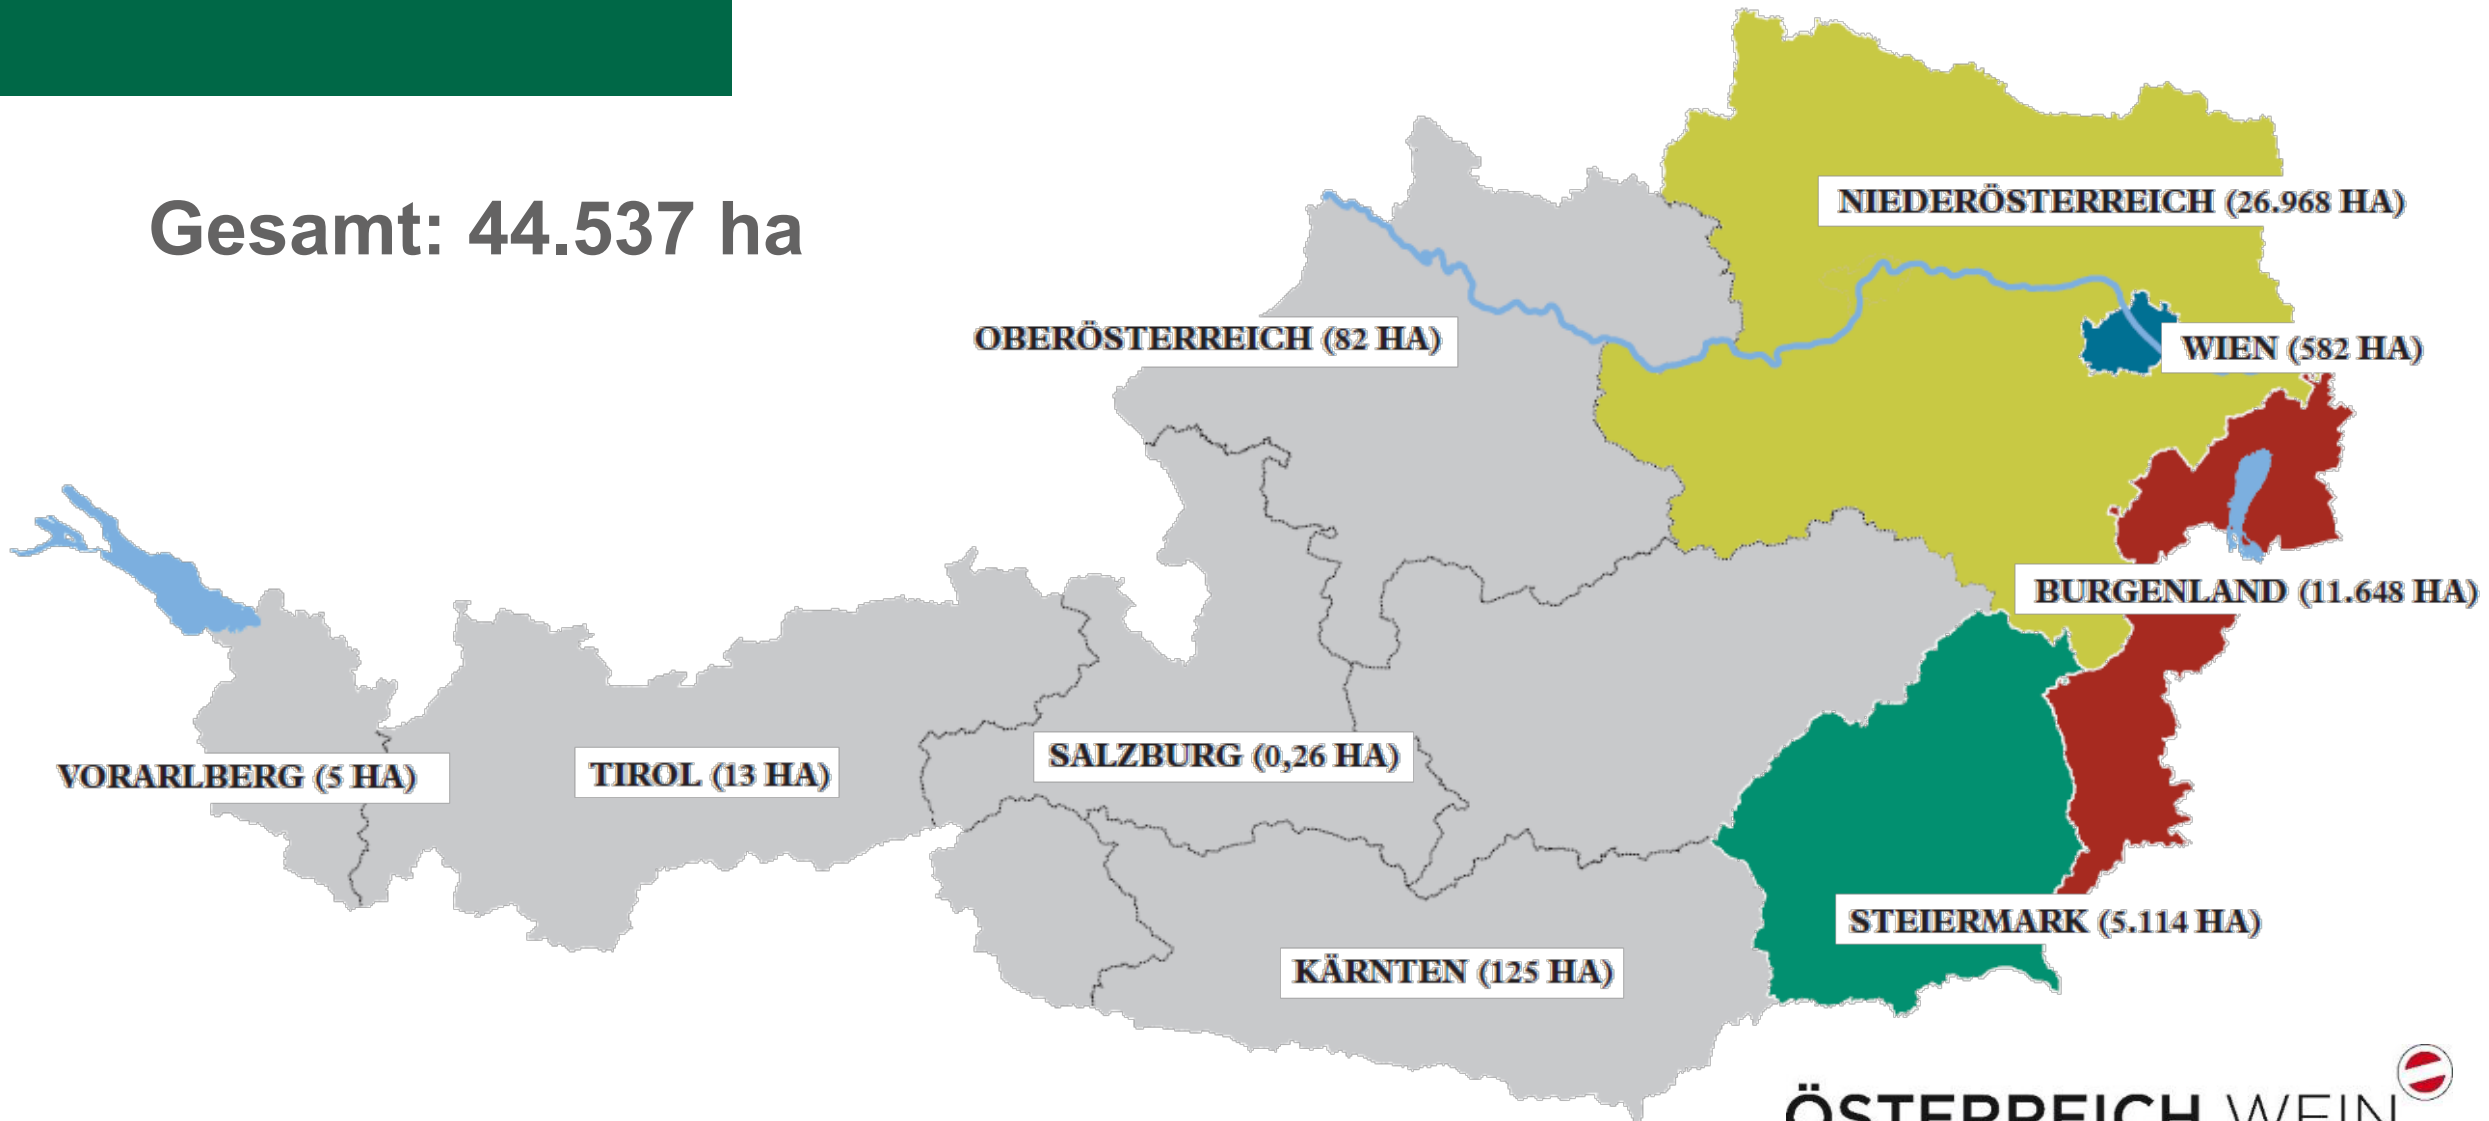 Gesamt: 44.537 ha
NIEDERÖSTERREICH (26.968 HA)
OBERÖSTERREICH (82 HA)
WIEN (582 HA)
BURGENLAND (11.648 HA)
SALZBURG (0,26 HA)
VORARLBERG (5 HA)
TIROL (13 HA)
STEIERMARK (5.114 HA)
KÄRNTEN (125 HA)
ÖSTERREICH WEIN